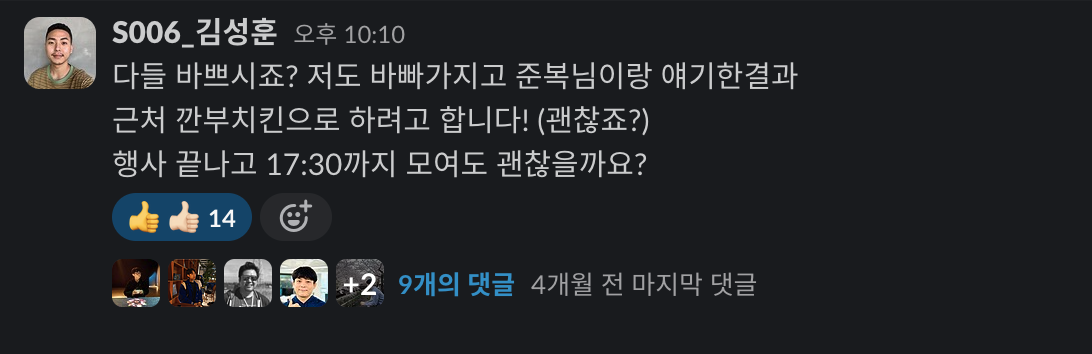 S006_김성훈 오후 10:10
다들 바쁘시죠? 저도 바빠가지고 준복님이랑 얘기한결과
근처 깐부치킨으로 하려고 합니다! (괜찮죠?)
행사 끝나고 17:30까지 모여도 괜찮을까요?
14
+2 9개의 댓글 4개월 전 마지막 댓글